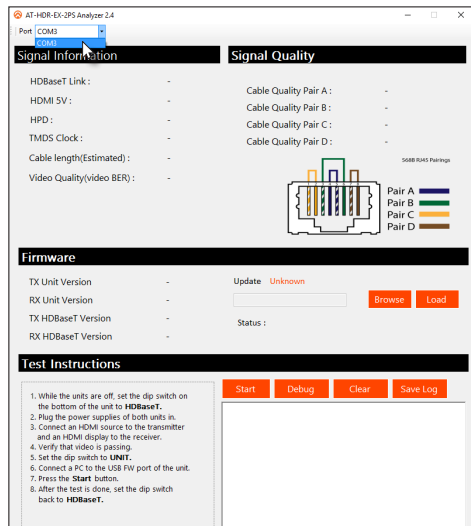 AT-HDR-EX-2PS Analyzer 2.4
Port COM3
COM3
Signal Information
HDBaseT Link : -
HDMI 5V : -
HPD : -
TMDS Clock : -
Cable length(Estimated) : -
Video Quality(video BER) : -
Signal Quality
Cable Quality Pair A : -
Cable Quality Pair B : -
Cable Quality Pair C : -
Cable Quality Pair D : -
568B RJ45 Pairings
Pair A
Pair B
Pair C
Pair D
Firmware
TX Unit Version -
RX Unit Version -
TX HDBaseT Version -
RX HDBaseT Version -
Update Unknown
Browse Load
Status :
Test Instructions
1. While the units are off, set the dip switch on
the bottom of the unit to HDBaseT.
2. Plug the power supplies of both units in.
3. Connect an HDMI source to the transmitter
and an HDMI display to the receiver.
4. Verify that video is passing.
5. Set the dip switch to UNIT.
6. Connect a PC to the USB FW port of the unit.
7. Press the Start button.
8. After the test is done, set the dip switch
back to HDBaseT.
Start Debug Clear Save Log